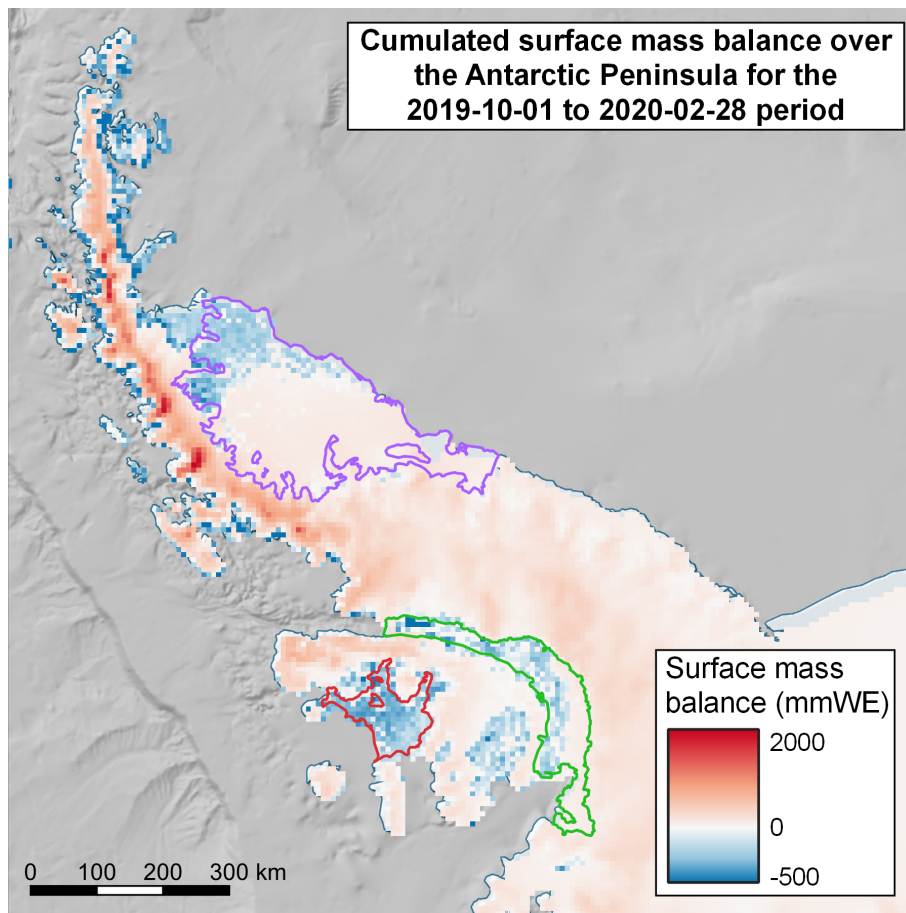 Cumulated surface mass balance over
the Antarctic Peninsula for the
2019-10-01 to 2020-02-28 period
Surface mass
balance (mmWE)
2000
0
-500
0 100 200 300 km